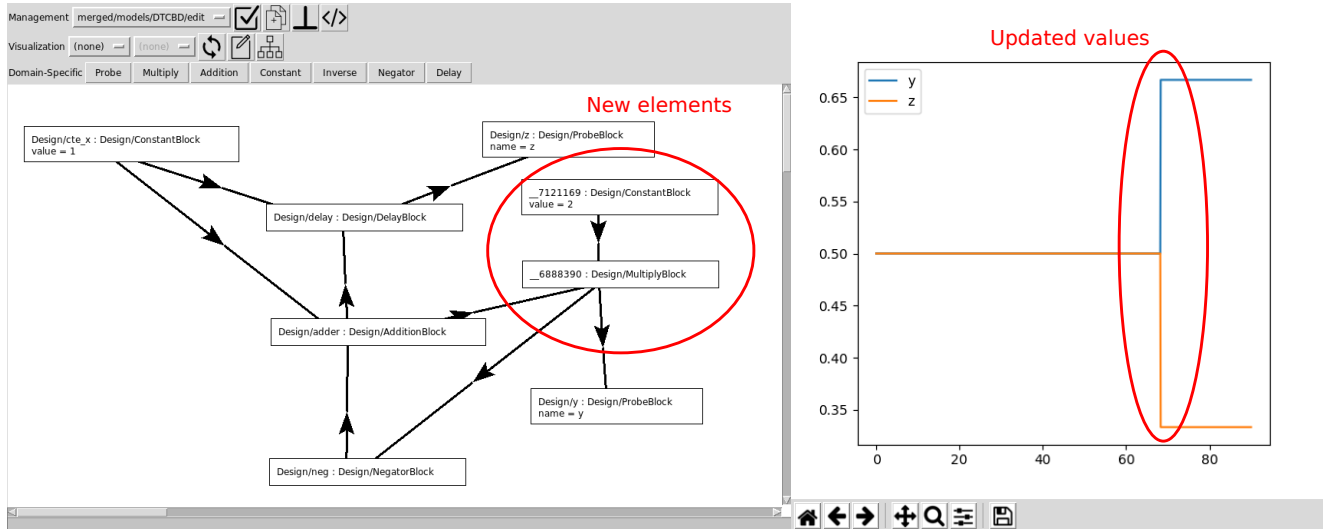 Management merged/models/DTCBD/edit </>
Visualization (none) (none)
Domain-Specific Probe Multiply Addition Constant Inverse Negator Delay
New elements
Design/cte_x : Design/ConstantBlock
value = 1
Design/z : Design/ProbeBlock
name = z
__7121169 : Design/ConstantBlock
value = 2
Design/delay : Design/DelayBlock
__6888390 : Design/MultiplyBlock
Design/adder : Design/AdditionBlock
Design/y : Design/ProbeBlock
name = y
Design/neg : Design/NegatorBlock
Updated values
y
z
0.65
0.60
0.55
0.50
0.45
0.40
0.35
0 20 40 60 80